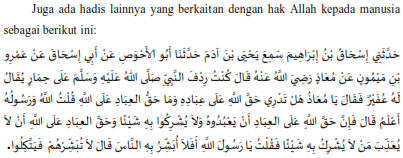 Juga ada hadis lainnya yang berkaitan dengan hak Allah kepada manusia
sebagai berikut ini:
حَدَّثَنِي إِسْحَاقُ بْنُ إِبْرَاهِيمَ سَمِعَ يَحْيَى بْنَ آدَمَ حَدَّثَنَا أَبُو الْأَحْوَصِ عَنْ أَبِي إِسْحَاقَ عَنْ عَمْرِو
بْنِ مَيْمُونٍ عَنْ مُعَاذٍ رَضِيَ اللَّهُ عَنْهُ قَالَ كُنْتُ رِدْفَ النَّبِيِّ صَلَّى اللَّهُ عَلَيْهِ وَسَلَّمَ عَلَى حِمَارٍ يُقَالُ
لَهُ عُفَيْرٌ فَقَالَ يَا مُعَاذُ هَلْ تَدْرِي حَقَّ اللَّهِ عَلَى عِبَادِهِ وَمَا حَقُّ الْعِبَادِ عَلَى اللَّهِ قُلْتُ اللَّهُ وَرَسُولُهُ
أَعْلَمُ قَالَ فَإِنَّ حَقَّ اللَّهِ عَلَى الْعِبَادِ أَنْ يَعْبُدُوهُ وَلَا يُشْرِكُوا بِهِ شَيْئًا وَحَقَّ الْعِبَادِ عَلَى اللَّهِ أَنْ لَا
يُعَذِّبَ مَنْ لَا يُشْرِكُ بِهِ شَيْئًا فَقُلْتُ يَا رَسُولَ اللَّهِ أَفَلَا أُبَشِّرُ بِهِ النَّاسَ قَالَ لَا تُبَشِّرْهُمْ فَيَتَّكِلُوا.